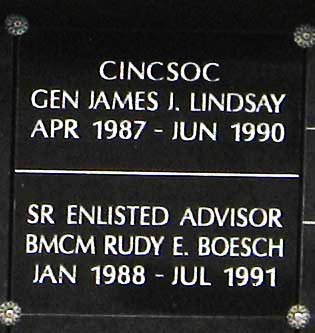 CINCSOC
GEN JAMES J. LINDSAY
APR 1987 - JUN 1990
SR ENLISTED ADVISOR
BMCM RUDY E. BOESCH
JAN 1988 - JUL 1991